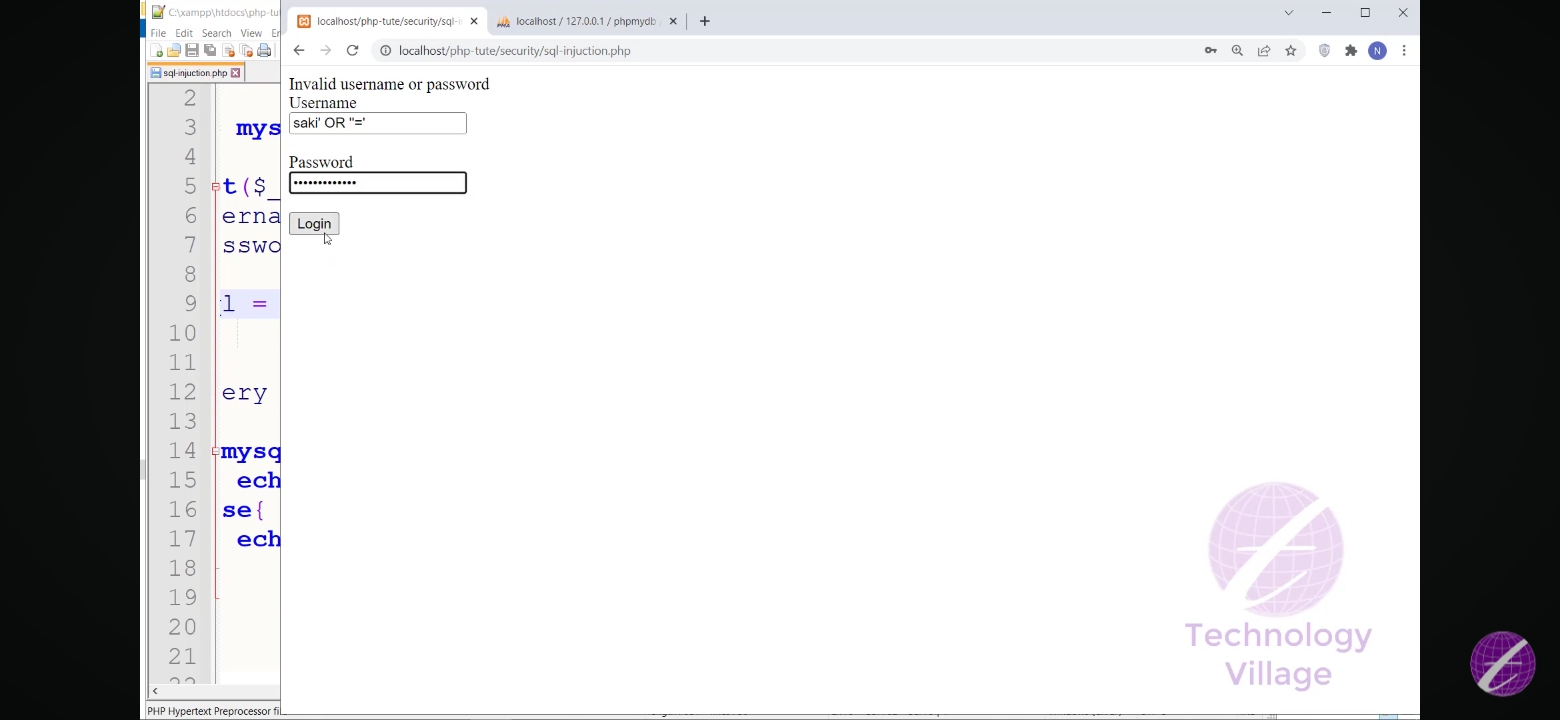 C:\xampp\htdocs\php-tu
File Edit Search View En
sql-injuction.php
localhost/php-tute/security/sql-i
localhost / 127.0.0.1 / phpmydb
localhost/php-tute/security/sql-injuction.php
N
2
3 mys
4
5 t($_
6 erna
7 sswo
8
9 l =
10
11
12 ery
13
14 mysq
15 ech
16 se{
17 ech
18
19
20
21
Invalid username or password
Username
saki' OR ''='
Password
Login
PHP Hypertext Preprocessor fil
Technology
Village